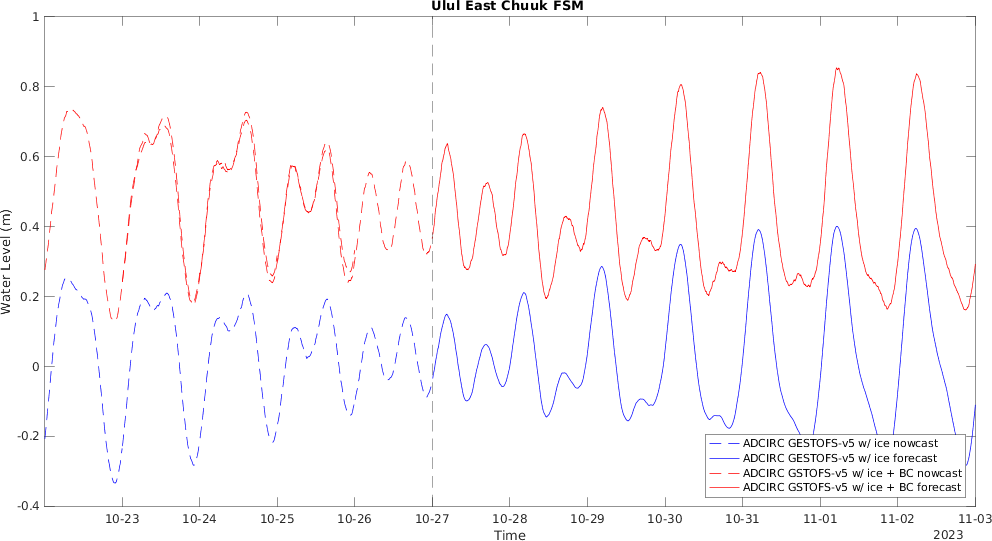 Ulul East Chuuk FSM
1
0.8
0.6
0.4
0.2
0
-0.2
-0.4
Water Level (m)
ADCIRC GESTOFS-v5 w/ ice nowcast
ADCIRC GESTOFS-v5 w/ ice forecast
ADCIRC GSTOFS-v5 w/ ice + BC nowcast
ADCIRC GSTOFS-v5 w/ ice + BC forecast
10-23 10-24 10-25 10-26 10-27 10-28 10-29 10-30 10-31 11-01 11-02 11-03
Time
2023